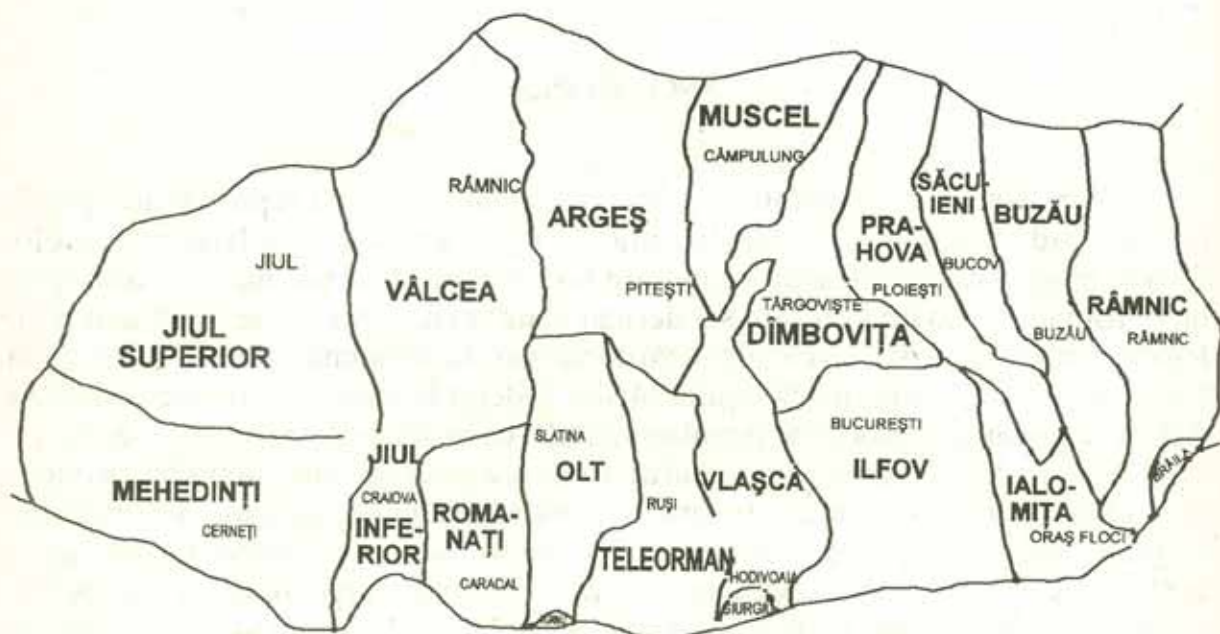 MUSCEL
CÂMPULUNG
RÂMNIC
ARGEŞ
SĂCU-
IENI
BUZĂU
PRA-
HOVA
BUCOV
JIUL
VÂLCEA
PITEŞTI
PLOIEŞTI
TÂRGOVIŞTE
DÎMBOVIŢA
RÂMNIC
RÂMNIC
BUZĂU
JIUL
SUPERIOR
BUCUREŞTI
ILFOV
SLATINA
OLT
JIUL
CRAIOVA
INFE-
RIOR
MEHEDINŢI
CERNEŢI
ROMA-
NAŢI
CARACAL
RUŞI
VLAŞCA
TELEORMAN
HODIVOAIA
GIURGIU
IALO-
MIŢA
ORAŞ FLOCI
BRĂILA